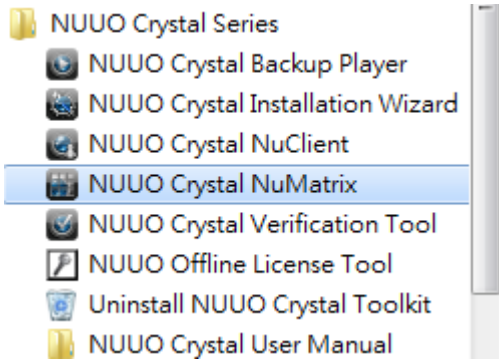 NUUO Crystal Series
NUUO Crystal Backup Player
NUUO Crystal Installation Wizard
NUUO Crystal NuClient
NUUO Crystal NuMatrix
NUUO Crystal Verification Tool
NUUO Offline License Tool
Uninstall NUUO Crystal Toolkit
NUUO Crystal User Manual